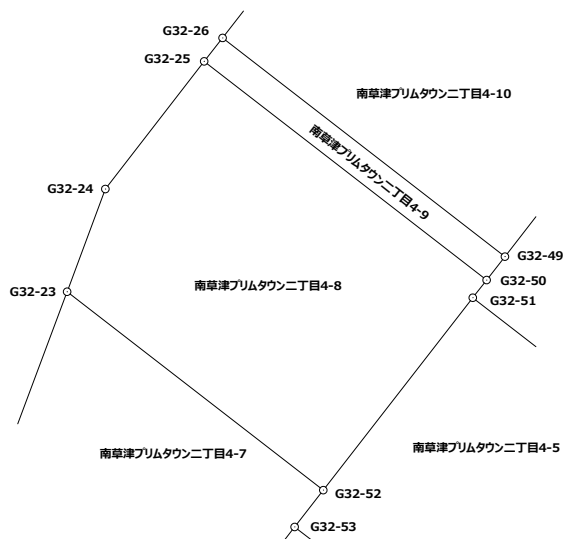 G32-26
G32-25
南草津プリムタウン二丁目4-10
南草津プリムタウン二丁目4-9
G32-24
G32-49
G32-50
南草津プリムタウン二丁目4-8
G32-23
G32-51
南草津プリムタウン二丁目4-7
南草津プリムタウン二丁目4-5
G32-52
G32-53